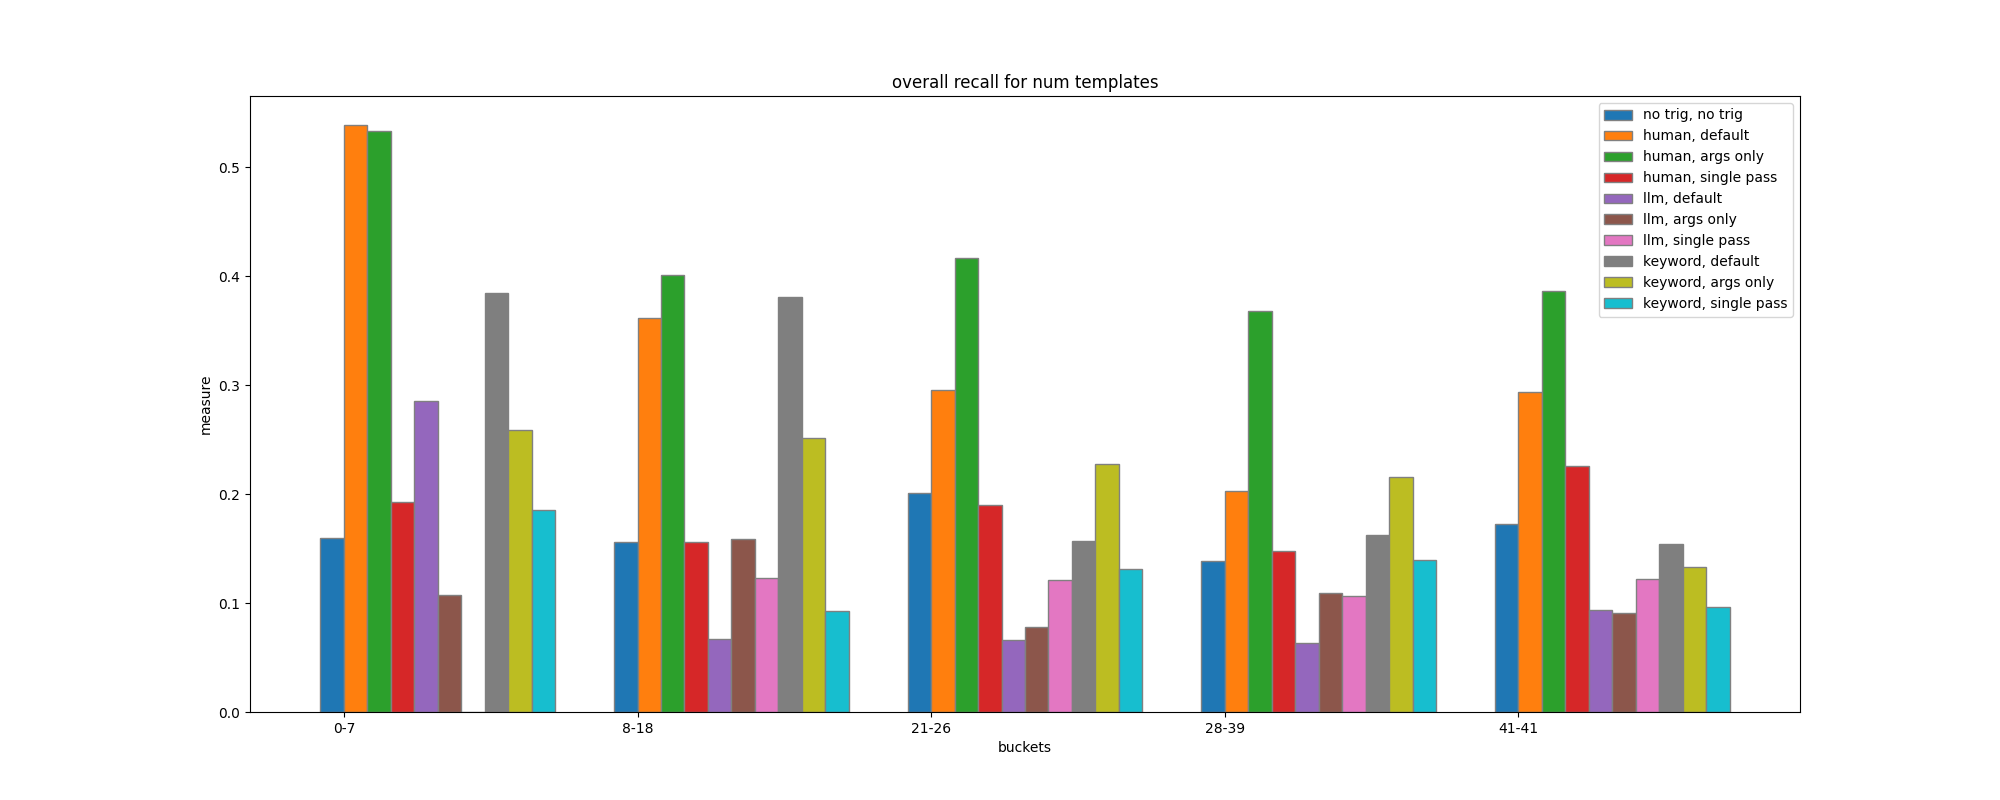 overall recall for num templates
no trig, no trig
human, default
human, args only
human, single pass
llm, default
llm, args only
llm, single pass
keyword, default
keyword, args only
keyword, single pass
0.5
0.4
0.3
0.2
0.1
0.0
measure
0-7 8-18 21-26 28-39 41-41
buckets